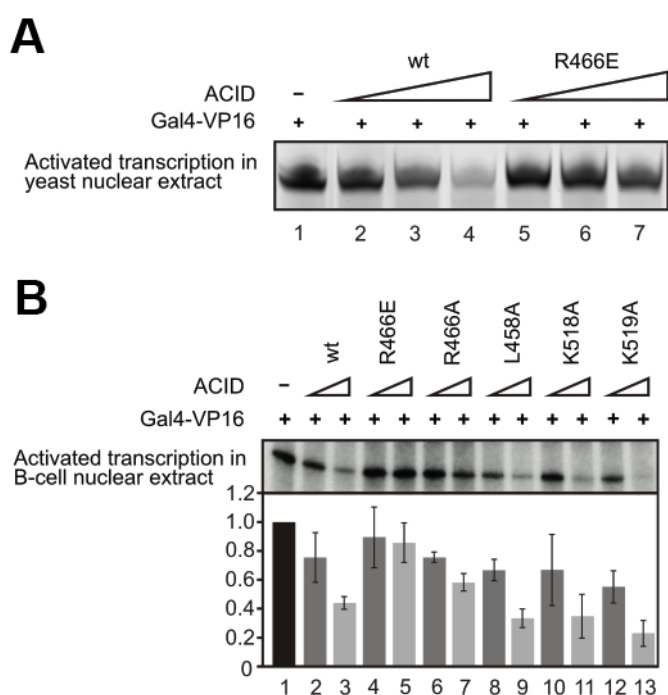 A
wt R466E
ACID –
Gal4-VP16 + + + + + + +
Activated transcription in
yeast nuclear extract
1 2 3 4 5 6 7
B
wt R466E R466A L458A K518A K519A
ACID –
Gal4-VP16 + + + + + + + + + + + + +
Activated transcription in
B-cell nuclear extract
1.2
1.0
0.8
0.6
0.4
0.2
0
1 2 3 4 5 6 7 8 9 10 11 12 13